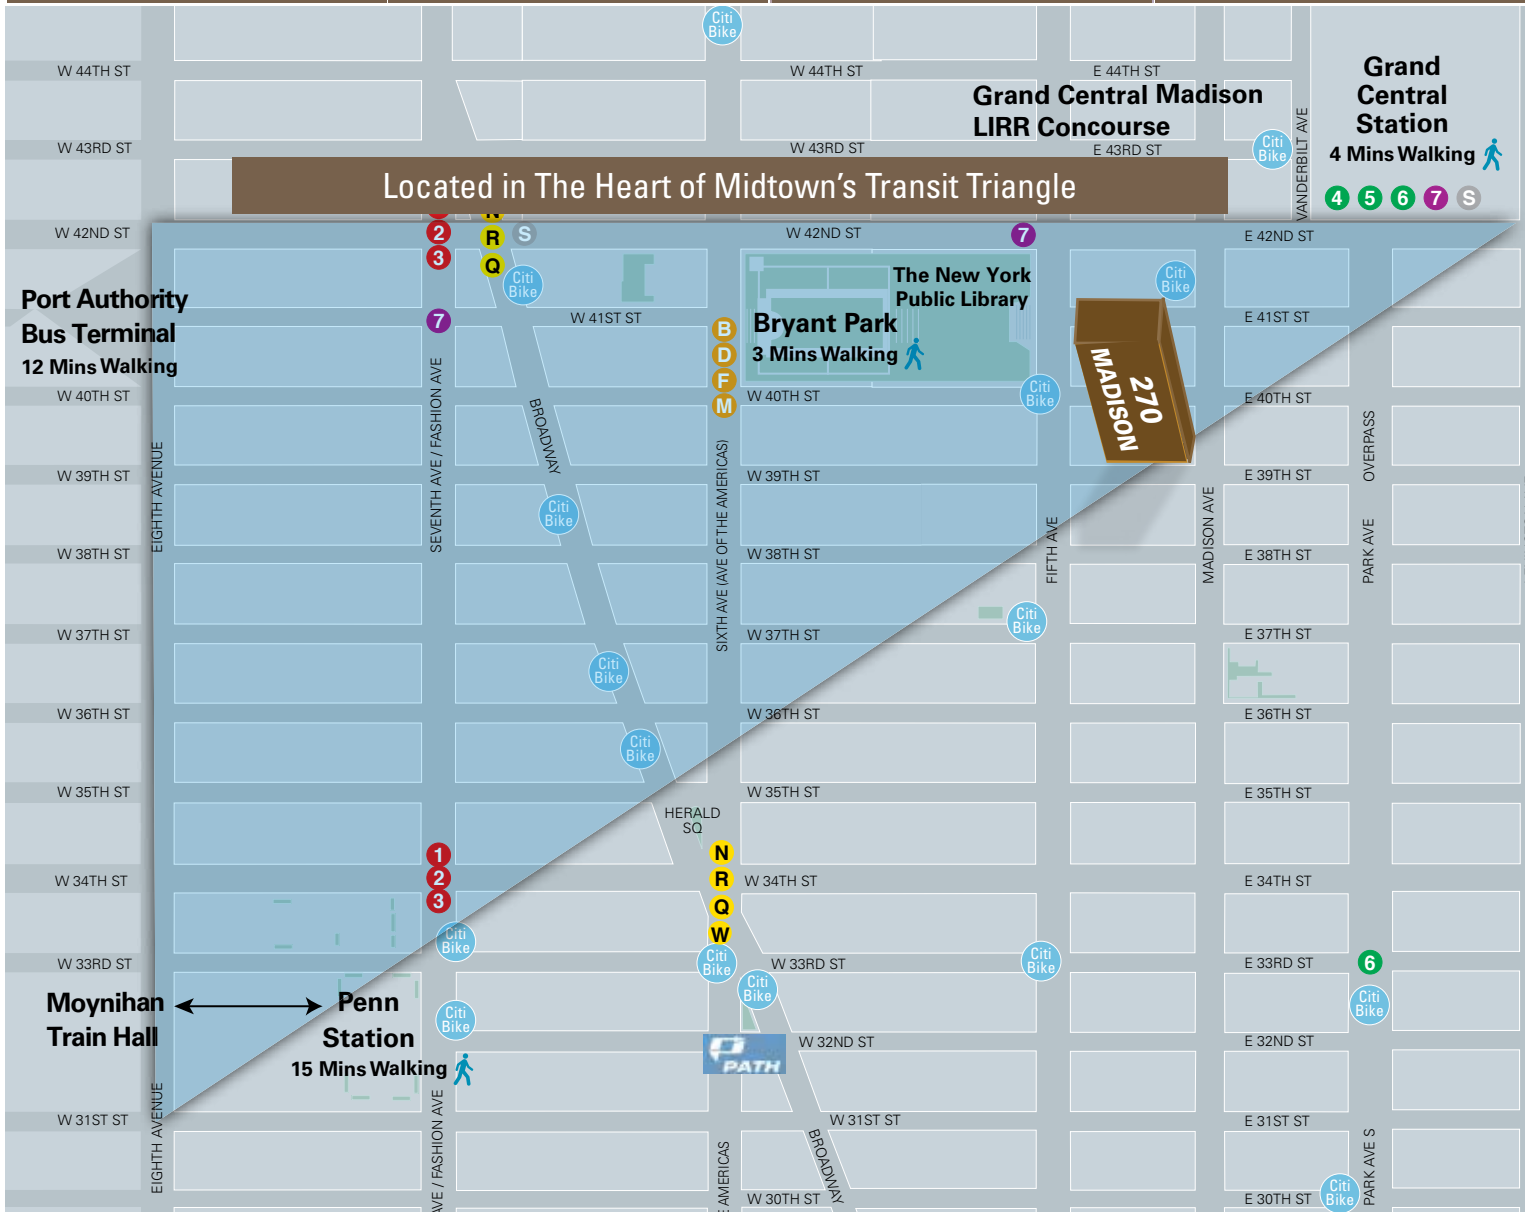 Citi
Bike
W 44TH ST
W 44TH ST
E 44TH ST
Grand
Central
Station
4 Mins Walking
4 5 6 7 S
Grand Central Madison
LIRR Concourse
Citi
Bike
VANDERBILT AVE
W 43RD ST
W 43RD ST
E 43RD ST
Located in The Heart of Midtown's Transit Triangle
W 42ND ST
2
3
N
R
Q
S
W 42ND ST
7
E 42ND ST
Citi
Bike
Citi
Bike
The New York
Public Library
Port Authority
Bus Terminal
12 Mins Walking
7
W 41ST ST
B
D
F
M
Bryant Park
3 Mins Walking
E 41ST ST
270
MADISON
Citi
Bike
W 40TH ST
W 40TH ST
E 40TH ST
EIGHTH AVENUE
SEVENTH AVE / FASHION AVE
BROADWAY
SIXTH AVE (AVE OF THE AMERICAS)
FIFTH AVE
MADISON AVE
PARK AVE
OVERPASS
W 39TH ST
W 39TH ST
E 39TH ST
Citi
Bike
W 38TH ST
W 38TH ST
E 38TH ST
Citi
Bike
W 37TH ST
W 37TH ST
E 37TH ST
Citi
Bike
W 36TH ST
W 36TH ST
E 36TH ST
Citi
Bike
W 35TH ST
W 35TH ST
E 35TH ST
HERALD
SQ
1
2
3
N
R
Q
W
W 34TH ST
W 34TH ST
E 34TH ST
Citi
Bike
Citi
Bike
Citi
Bike
W 33RD ST
W 33RD ST
E 33RD ST
6
Citi
Bike
Citi
Bike
Citi
Bike
Moynihan
Train Hall
Penn
Station
15 Mins Walking
PATH
W 32ND ST
E 32ND ST
W 31ST ST
W 31ST ST
E 31ST ST
EIGHTH AVENUE
AVE / FASHION AVE
AMERICAS
BROADWAY
PARK AVE S
W 30TH ST
E 30TH ST
Citi
Bike